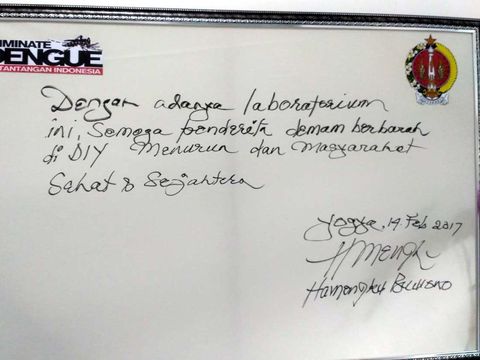 IMINATE
DENGUE
TANTANGAN INDONESIA
Dengan adanya laboratorium
ini, Semoga penderita demam berdarah
di DIY Menurun dan Masyarakat
Sehat & Sejahtera
Yogya, 14 Feb 2017
Hamengku Buwono